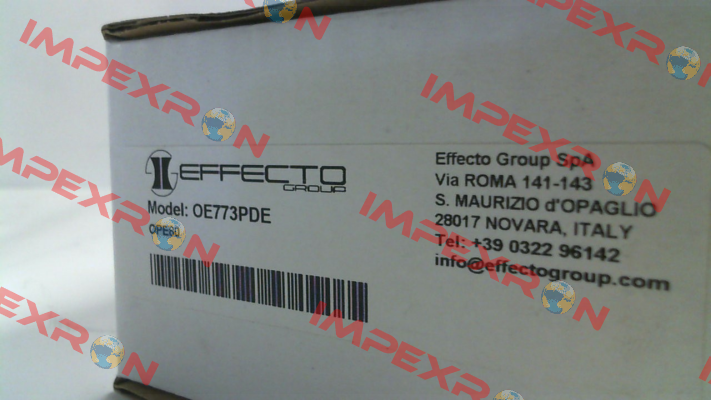 EFFECTO
GROUP
Model: OE773PDE
OPE60
Effecto Group SpA
Via ROMA 141-143
S. MAURIZIO d'OPAGLIO
28017 NOVARA, ITALY
Tel: +39 0322 96142
info@effectogroup.com
IMPEXRON
IMPEXRON
IMPEXRON
IMPEXRON
IMPEXRON
IMPEXRON